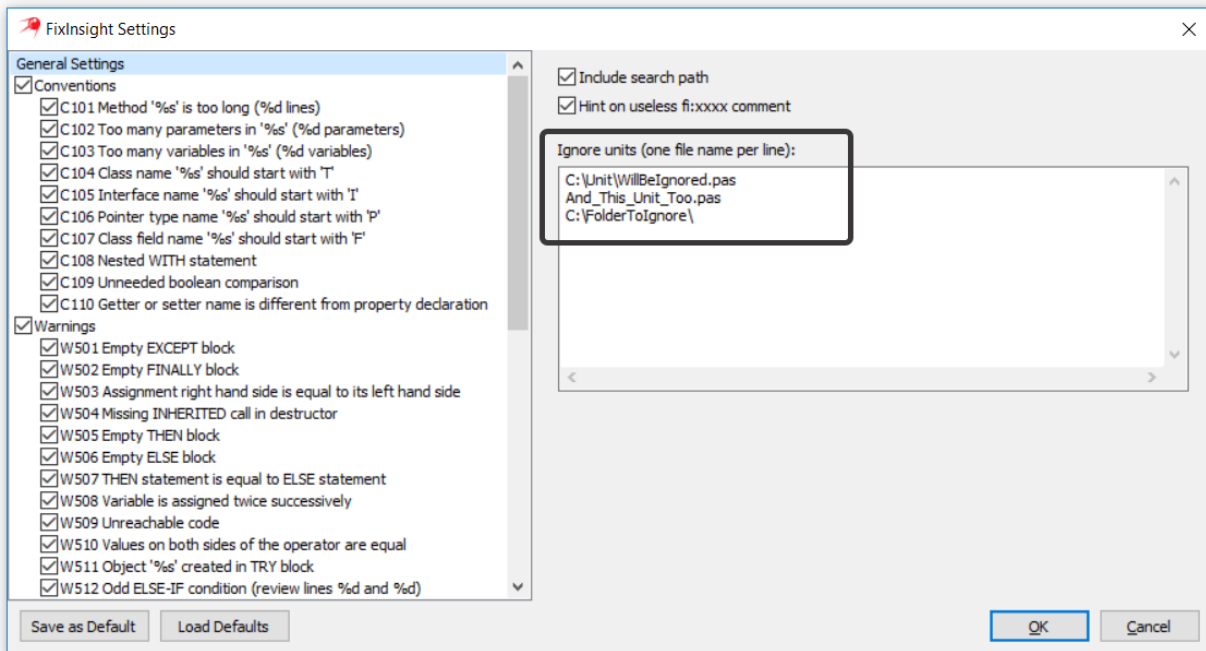 FixInsight Settings
General Settings
Conventions
C101 Method '%s' is too long (%d lines)
C102 Too many parameters in '%s' (%d parameters)
C103 Too many variables in '%s' (%d variables)
C104 Class name '%s' should start with 'T'
C105 Interface name '%s' should start with 'I'
C106 Pointer type name '%s' should start with 'P'
C107 Class field name '%s' should start with 'F'
C108 Nested WITH statement
C109 Unneeded boolean comparison
C110 Getter or setter name is different from property declaration
Warnings
W501 Empty EXCEPT block
W502 Empty FINALLY block
W503 Assignment right hand side is equal to its left hand side
W504 Missing INHERITED call in destructor
W505 Empty THEN block
W506 Empty ELSE block
W507 THEN statement is equal to ELSE statement
W508 Variable is assigned twice successively
W509 Unreachable code
W510 Values on both sides of the operator are equal
W511 Object '%s' created in TRY block
W512 Odd ELSE-IF condition (review lines %d and %d)
Include search path
Hint on useless fi:xxxx comment
Ignore units (one file name per line):
C:\Unit\WillBeIgnored.pas
And_This_Unit_Too.pas
C:\FolderToIgnore\
Save as Default
Load Defaults
OK
Cancel